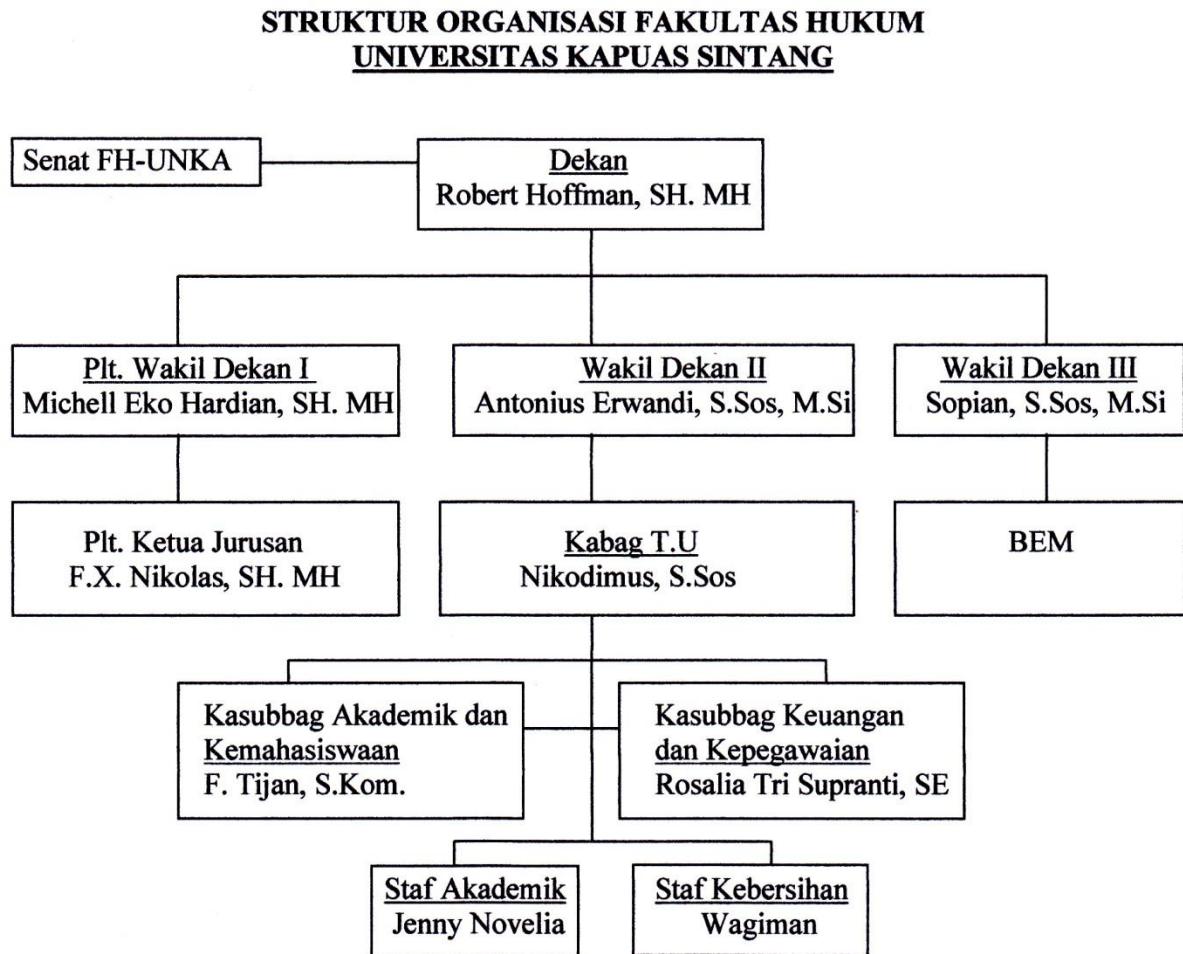 STRUKTUR ORGANISASI FAKULTAS HUKUM
UNIVERSITAS KAPUAS SINTANG
Senat FH-UNKA
Dekan
Robert Hoffman, SH. MH
Plt. Wakil Dekan I
Michell Eko Hardian, SH. MH
Wakil Dekan II
Antonius Erwandi, S.Sos, M.Si
Wakil Dekan III
Sopian, S.Sos, M.Si
Plt. Ketua Jurusan
F.X. Nikolas, SH. MH
Kabag T.U
Nikodimus, S.Sos
BEM
Kasubbag Akademik dan
Kemahasiswaan
F. Tijan, S.Kom.
Kasubbag Keuangan
dan Kepegawaian
Rosalia Tri Supranti, SE
Staf Akademik
Jenny Novelia
Staf Kebersihan
Wagiman